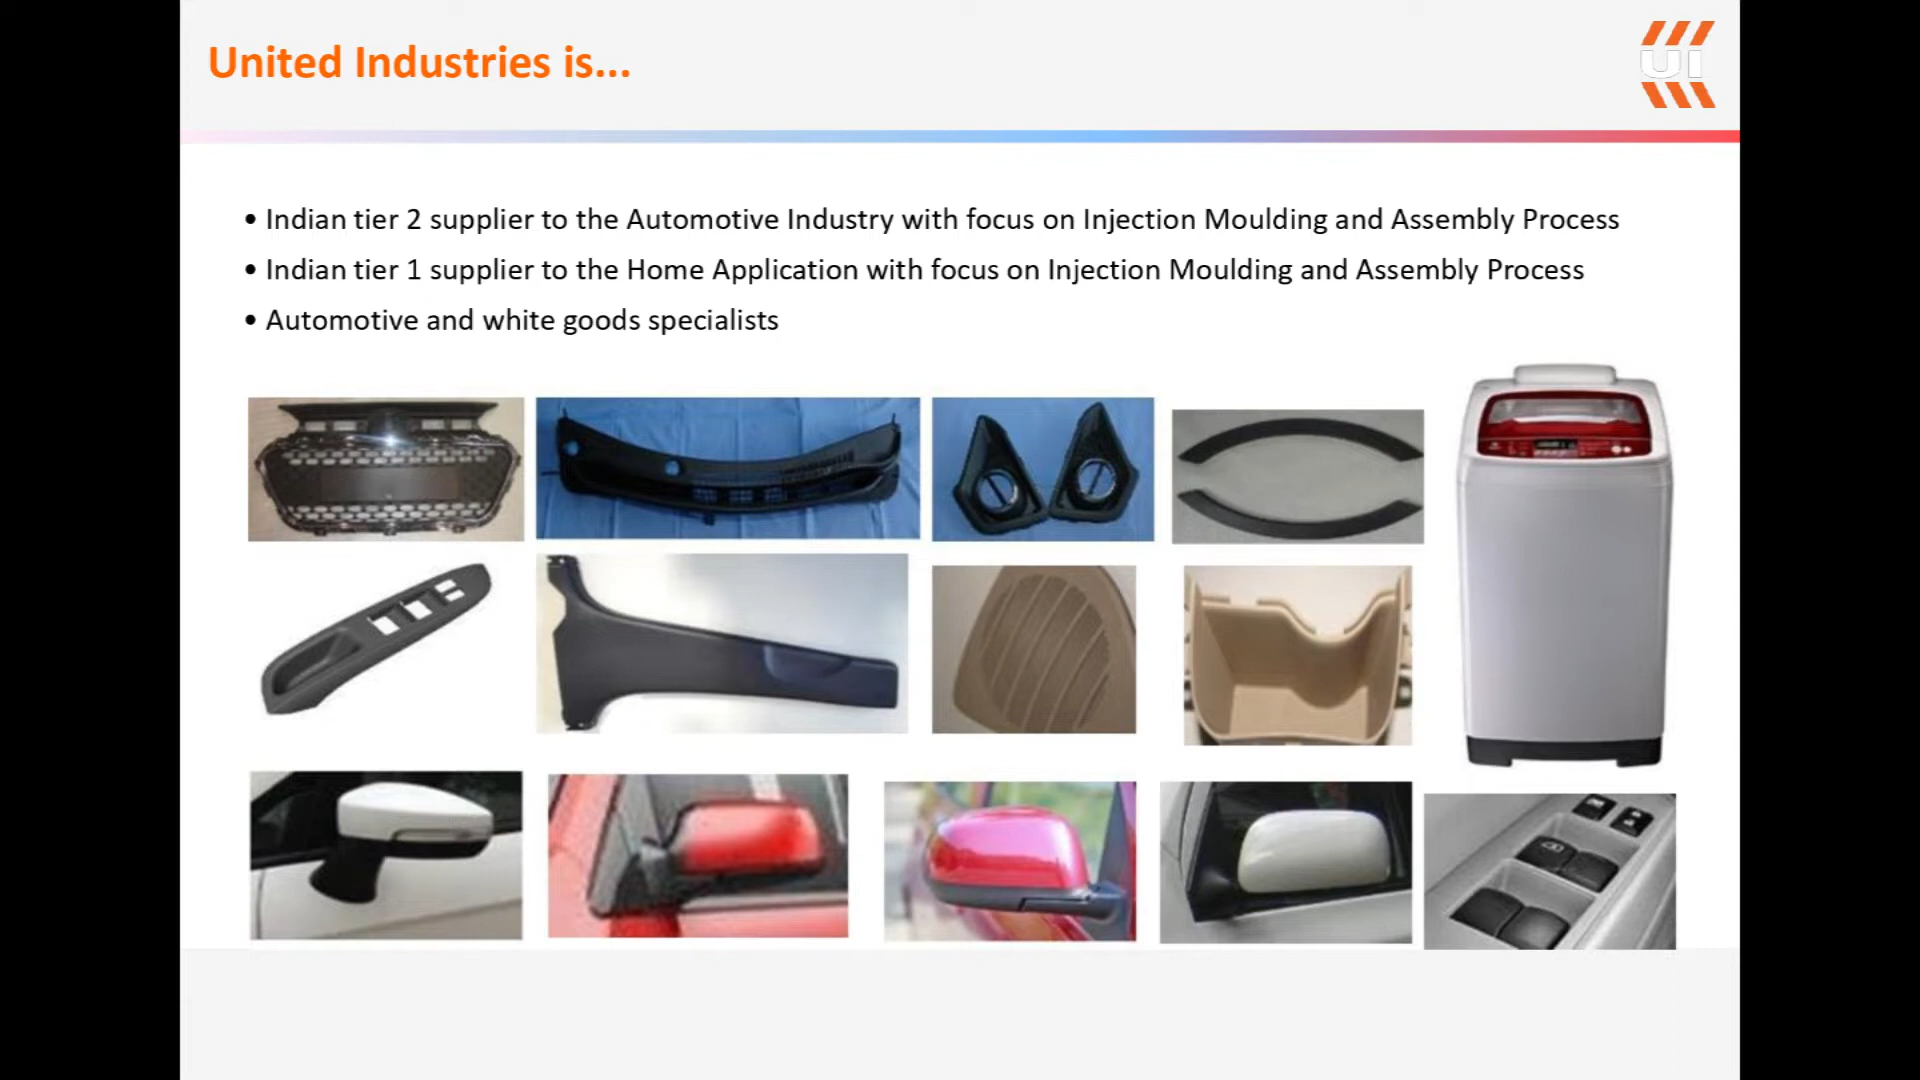 United Industries is...
UI
• Indian tier 2 supplier to the Automotive Industry with focus on Injection Moulding and Assembly Process
• Indian tier 1 supplier to the Home Application with focus on Injection Moulding and Assembly Process
• Automotive and white goods specialists